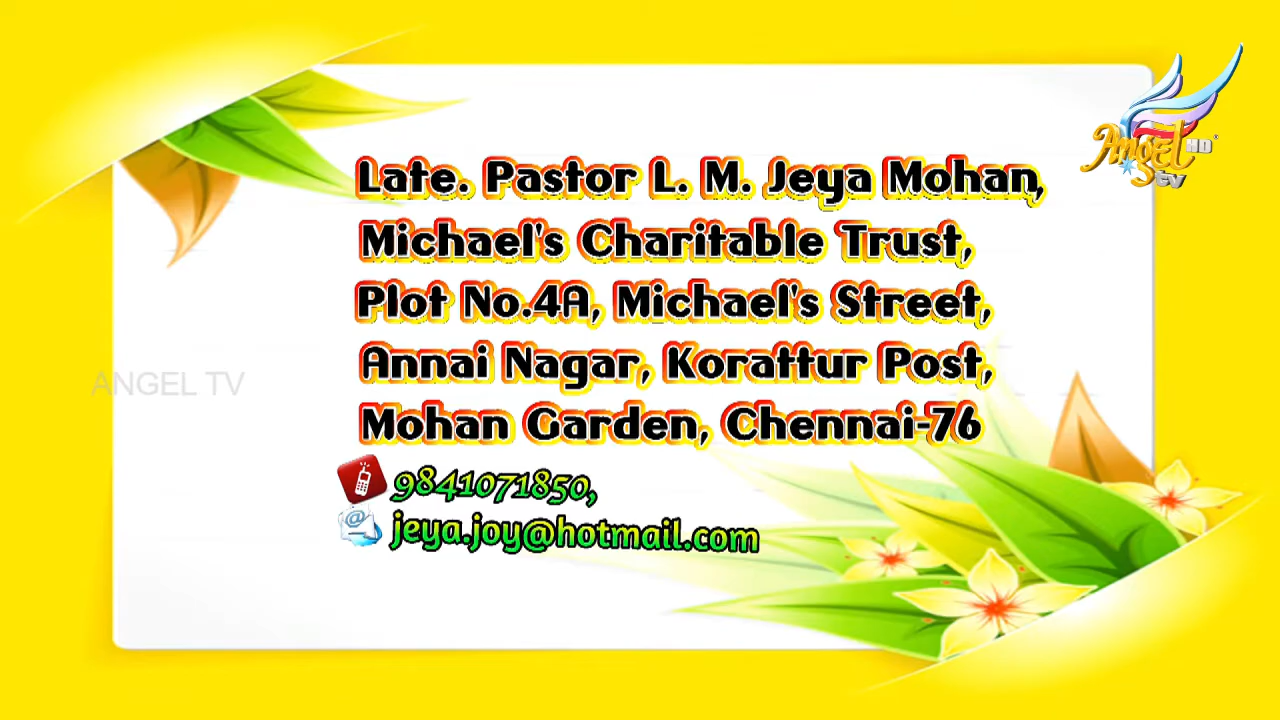 Late. Pastor L. M. Jeya Mohan,
Michael's Charitable Trust,
Plot No.4A, Michael's Street,
Annai Nagar, Korattur Post,
Mohan Garden, Chennai-76
9841071850,
jeya.joy@hotmail.com
ANGEL TV
Angel HD
tv